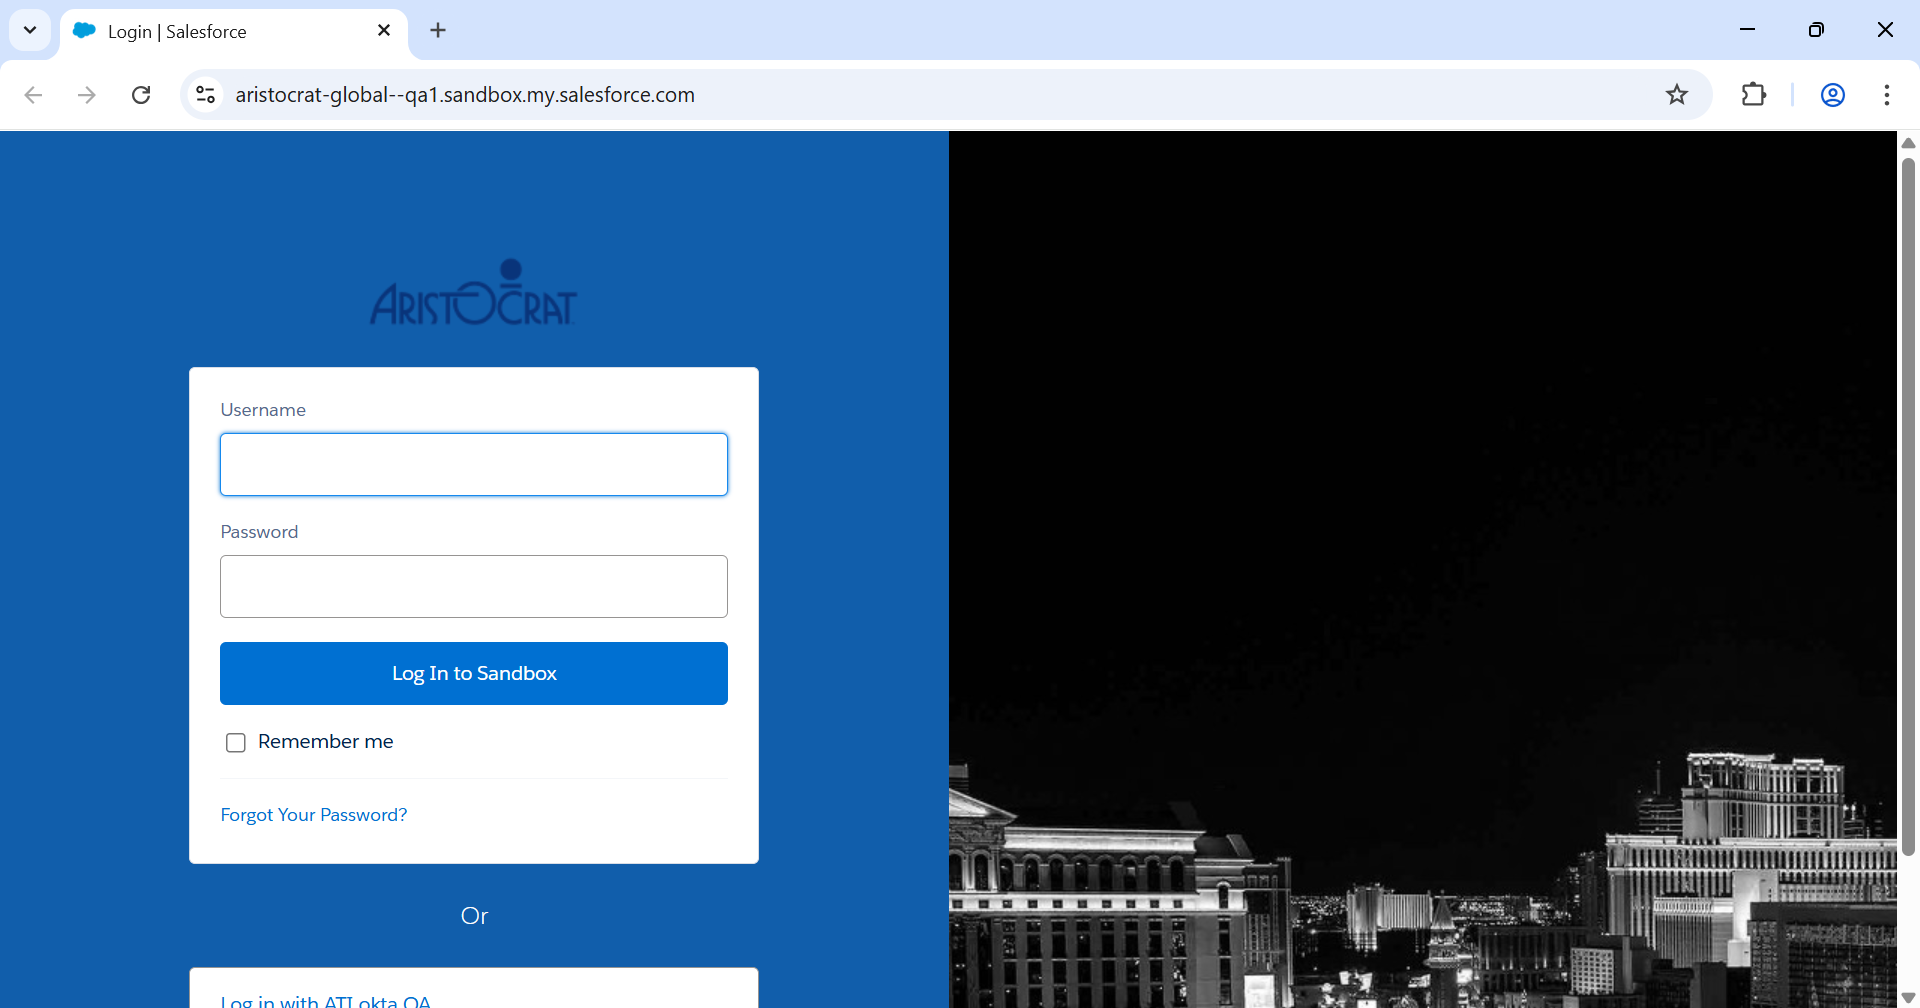 Login | Salesforce
aristocrat-global--qa1.sandbox.my.salesforce.com
ARISTOCRAT
Username
Password
Log In to Sandbox
Remember me
Forgot Your Password?
Or
Log in with ATI okta QA